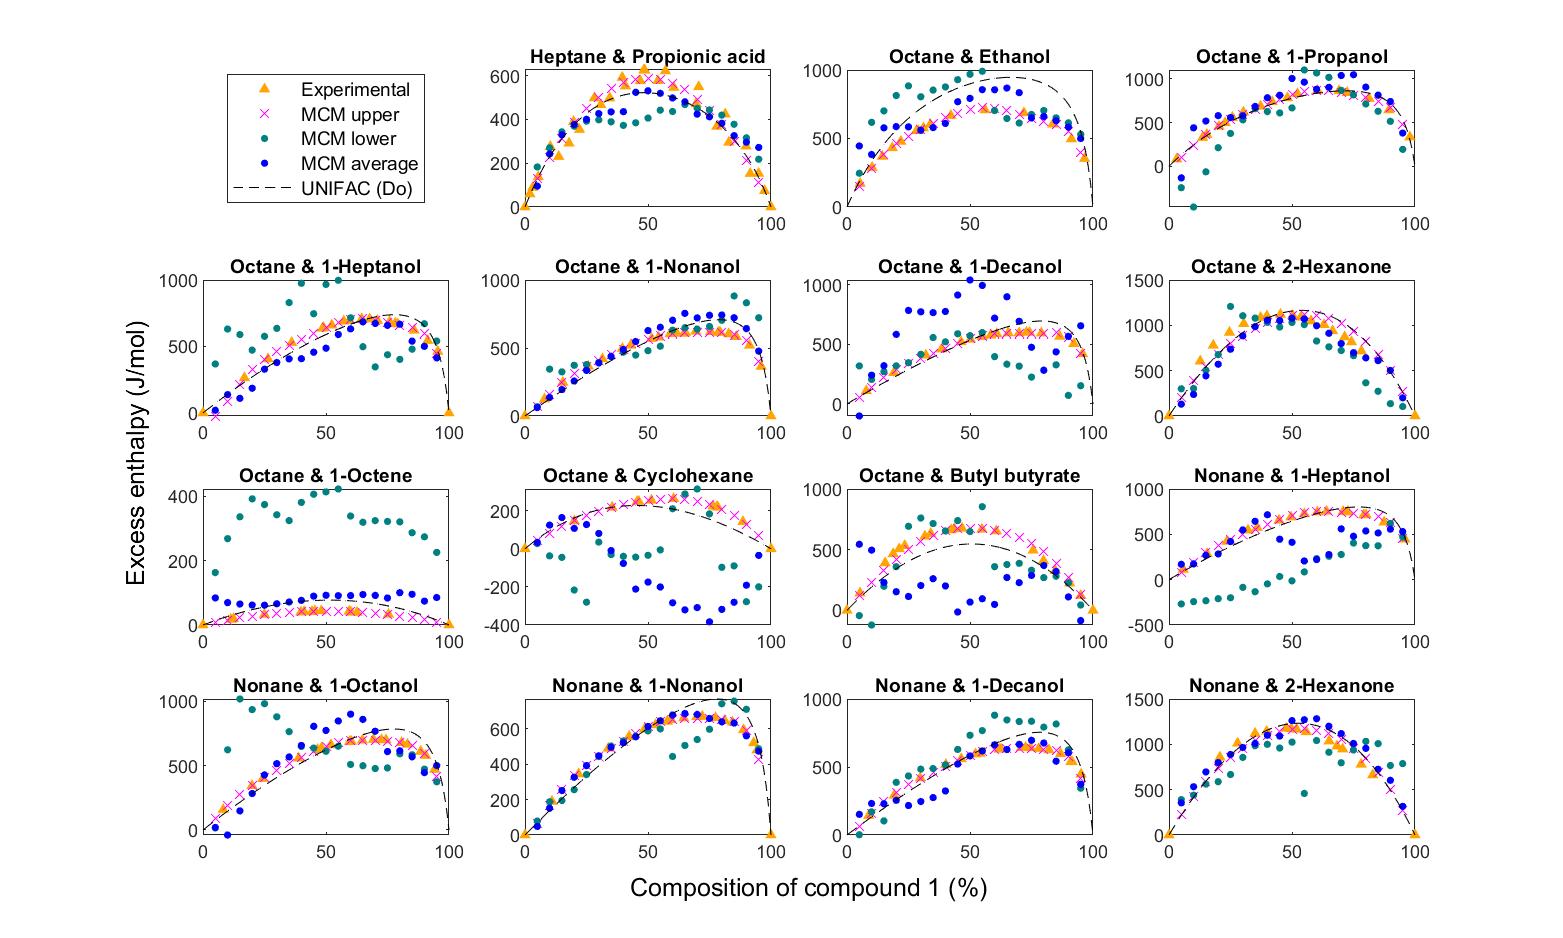 Experimental
MCM upper
MCM lower
MCM average
UNIFAC (Do)
Heptane & Propionic acid
600
400
200
0
0 50 100
Octane & Ethanol
1000
500
0
0 50 100
Octane & 1-Propanol
1000
500
0
0 50 100
Excess enthalpy (J/mol)
Octane & 1-Heptanol
1000
500
0
0 50 100
Octane & 1-Nonanol
1000
500
0
0 50 100
Octane & 1-Decanol
1000
500
0
0 50 100
Octane & 2-Hexanone
1500
1000
500
0
0 50 100
Octane & 1-Octene
400
200
0
0 50 100
Octane & Cyclohexane
200
0
-200
-400
0 50 100
Octane & Butyl butyrate
1000
500
0
0 50 100
Nonane & 1-Heptanol
1000
500
0
-500
0 50 100
Nonane & 1-Octanol
1000
500
0
0 50 100
Nonane & 1-Nonanol
600
400
200
0
0 50 100
Nonane & 1-Decanol
1000
500
0
0 50 100
Nonane & 2-Hexanone
1500
1000
500
0
0 50 100
Composition of compound 1 (%)